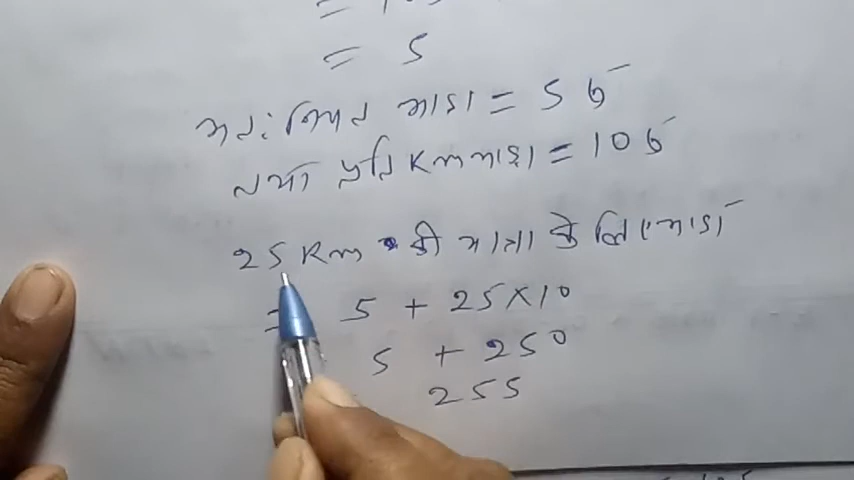 = 5
अतः नियत भाड़ा = 5 रु
तथा प्रति Km भाड़ा = 10 रु
25 Km की यात्रा के लिए भाड़ा
= 5 + 25 × 10
5 + 250
255